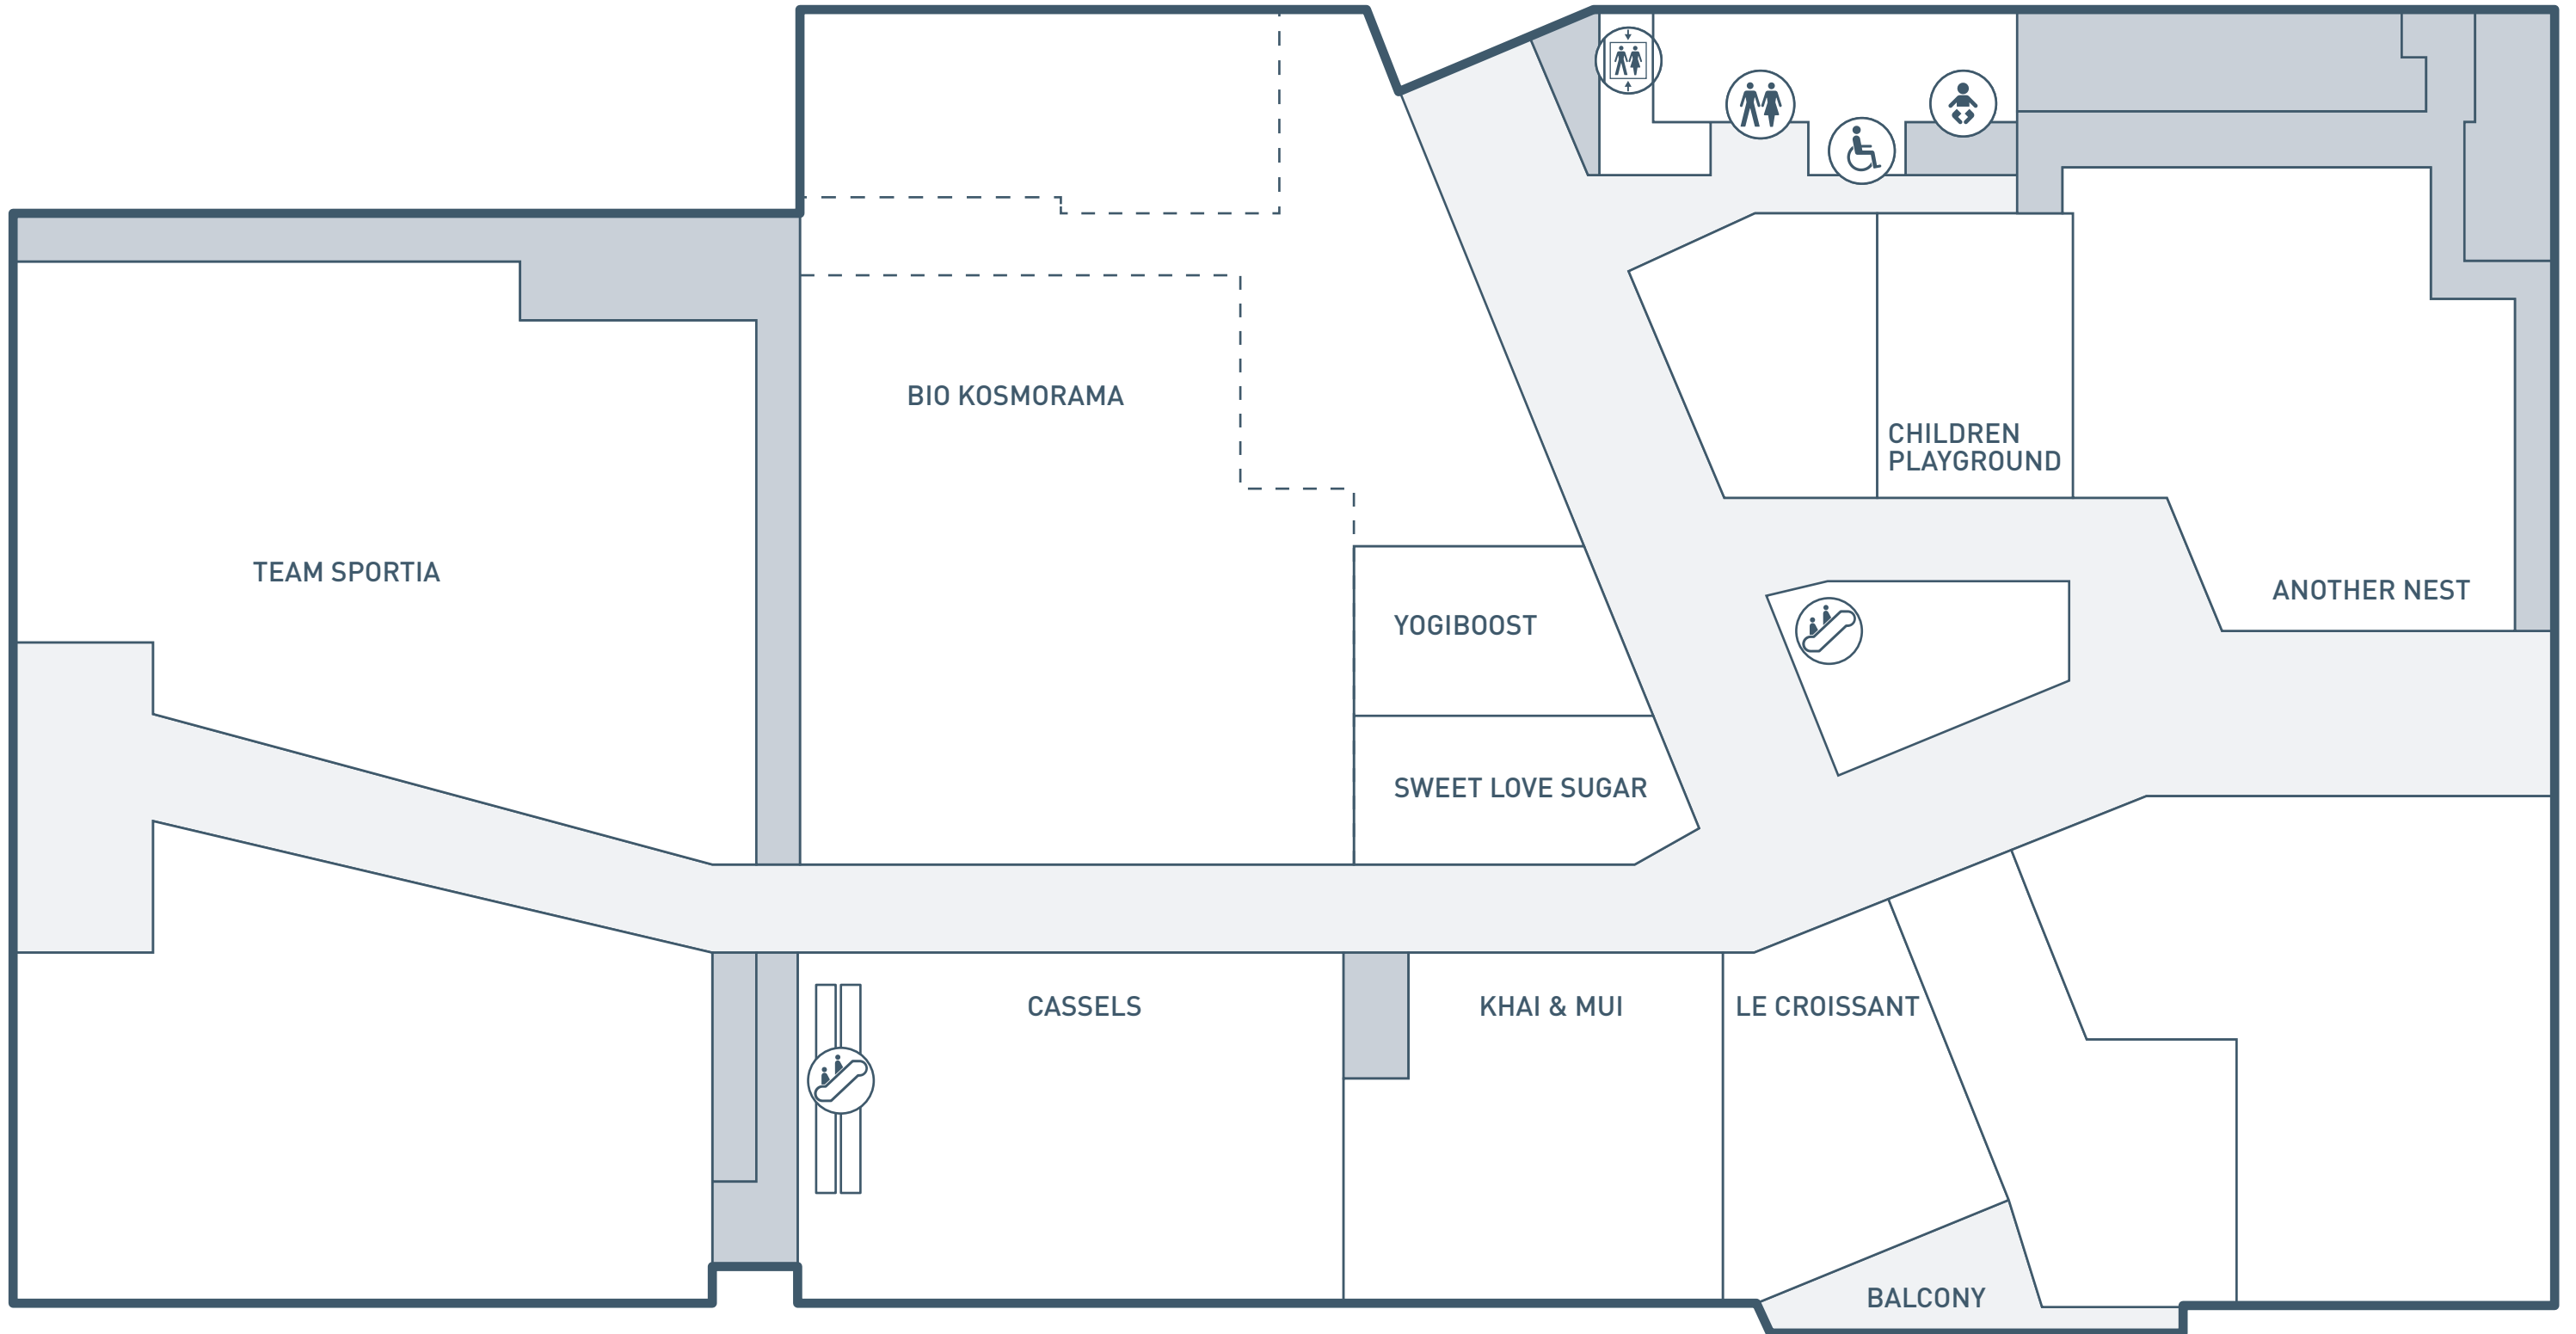 BIO KOSMORAMA
CHILDREN
PLAYGROUND
TEAM SPORTIA
ANOTHER NEST
YOGIBOOST
SWEET LOVE SUGAR
CASSELS
KHAI & MUI
LE CROISSANT
BALCONY